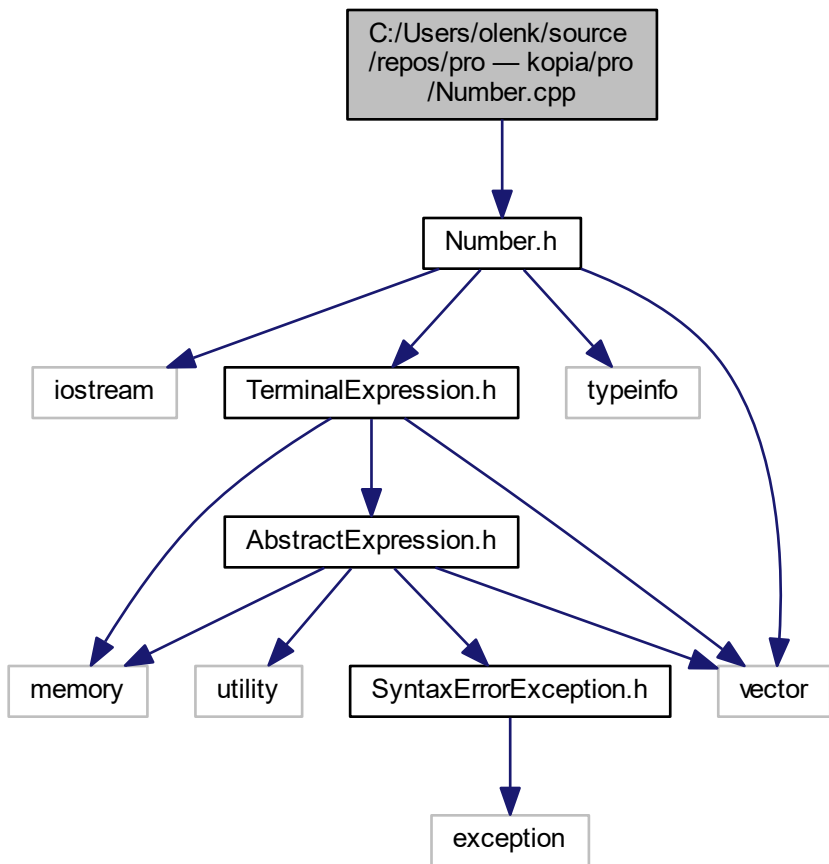 C:/Users/olenk/source
/repos/pro — kopia/pro
/Number.cpp
Number.h
iostream
TerminalExpression.h
typeinfo
AbstractExpression.h
memory
utility
SyntaxErrorException.h
vector
exception